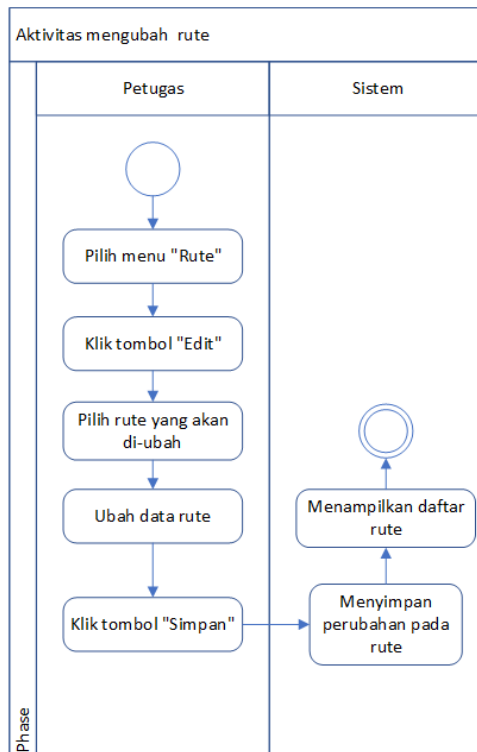 Aktivitas mengubah rute
Petugas
Sistem
Pilih menu "Rute"
Klik tombol "Edit"
Pilih rute yang akan
di-ubah
Ubah data rute
Klik tombol "Simpan"
Menyimpan
perubahan pada
rute
Menampilkan daftar
rute
Phase